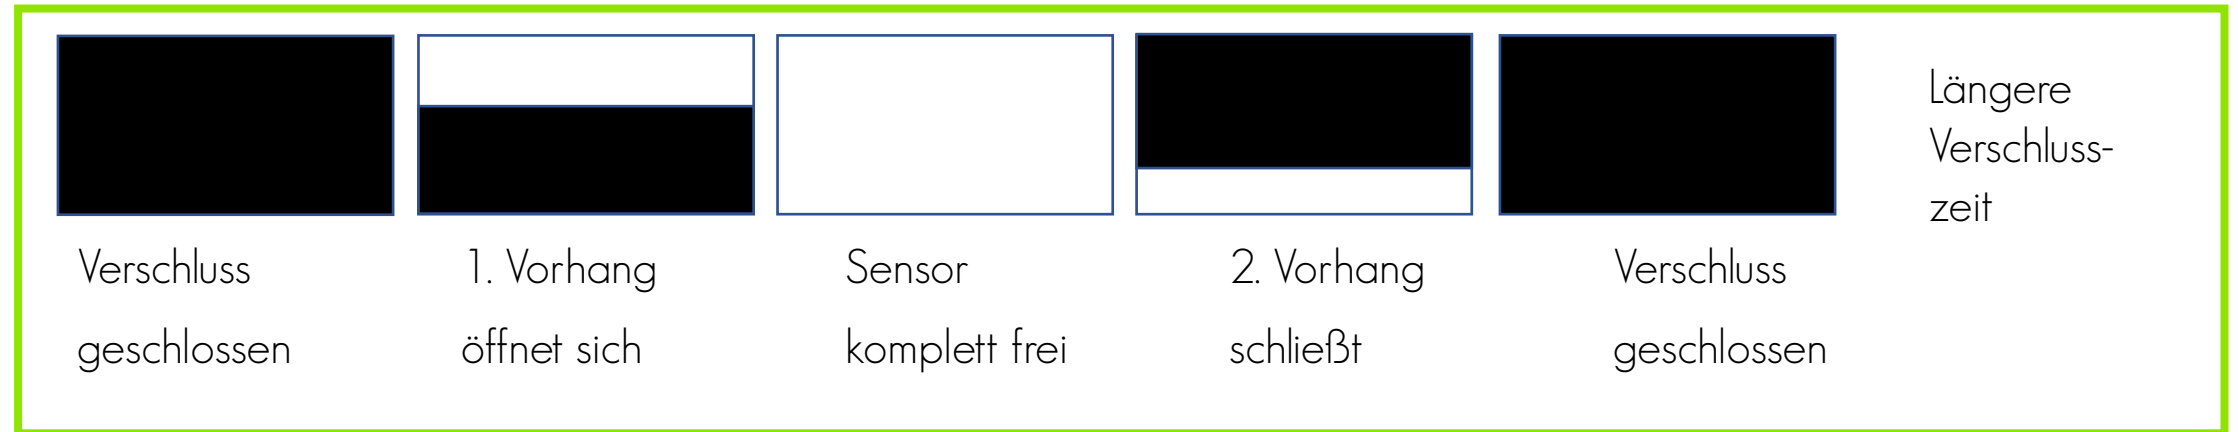 Längere
Verschluss-
zeit
Verschluss 1. Vorhang Sensor 2. Vorhang Verschluss
geschlossen öffnet sich komplett frei schließt geschlossen